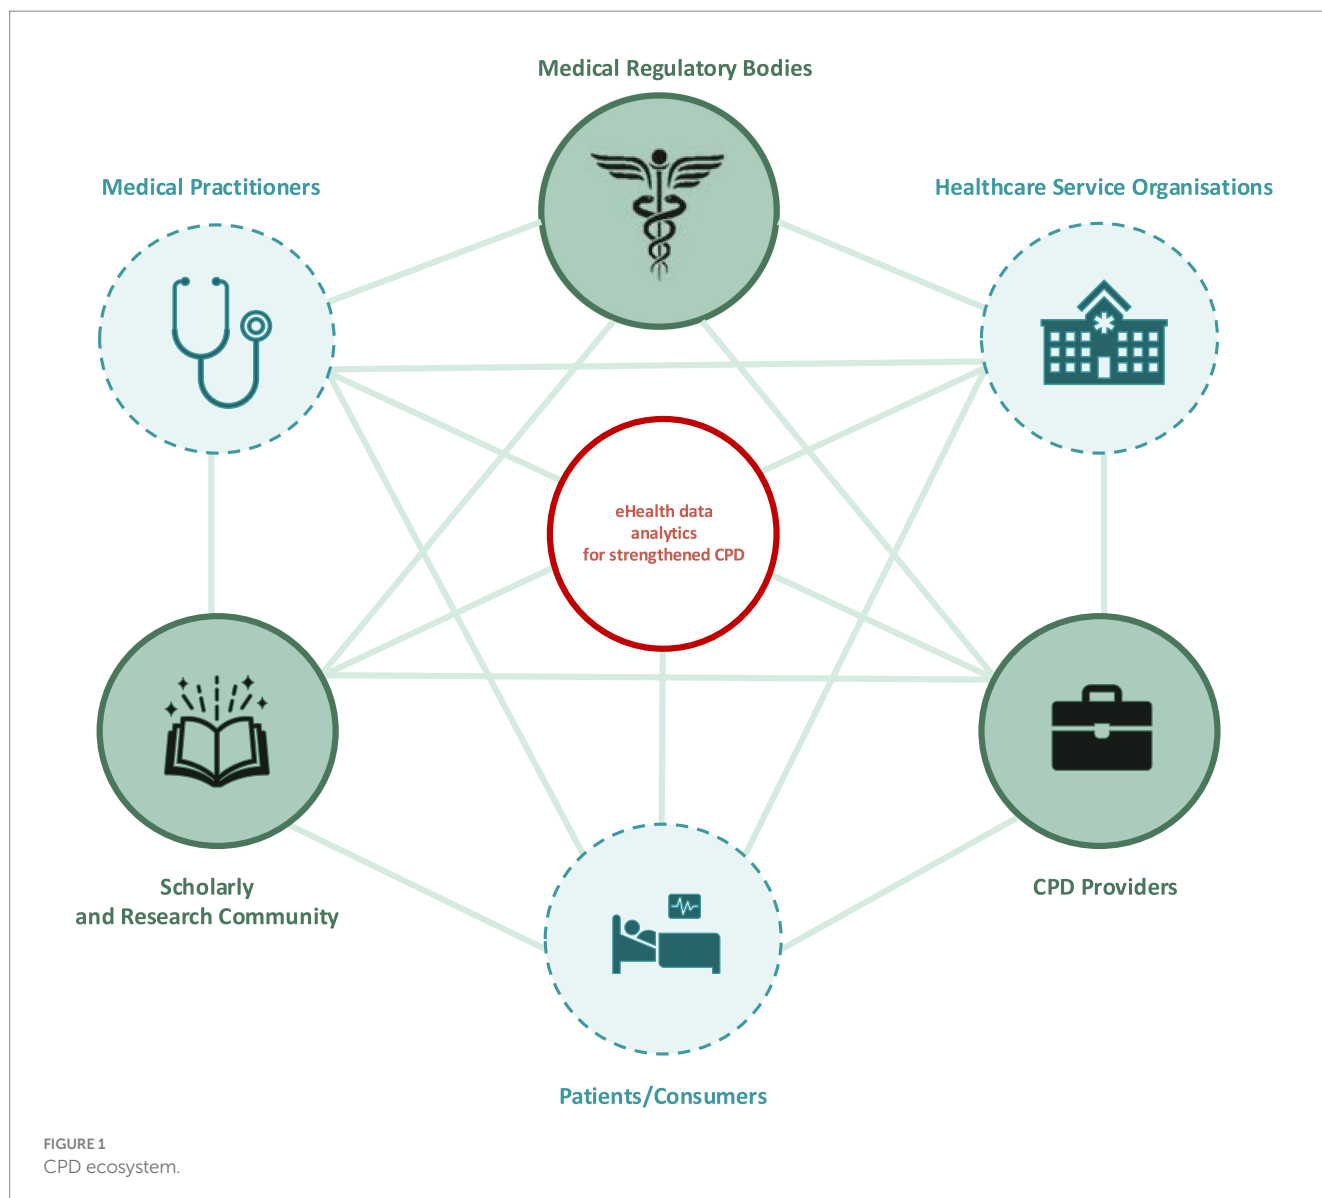 Medical Regulatory Bodies
Medical Practitioners
Healthcare Service Organisations
eHealth data
analytics
for strengthened CPD
Scholarly
and Research Community
CPD Providers
Patients/Consumers
FIGURE 1
CPD ecosystem.